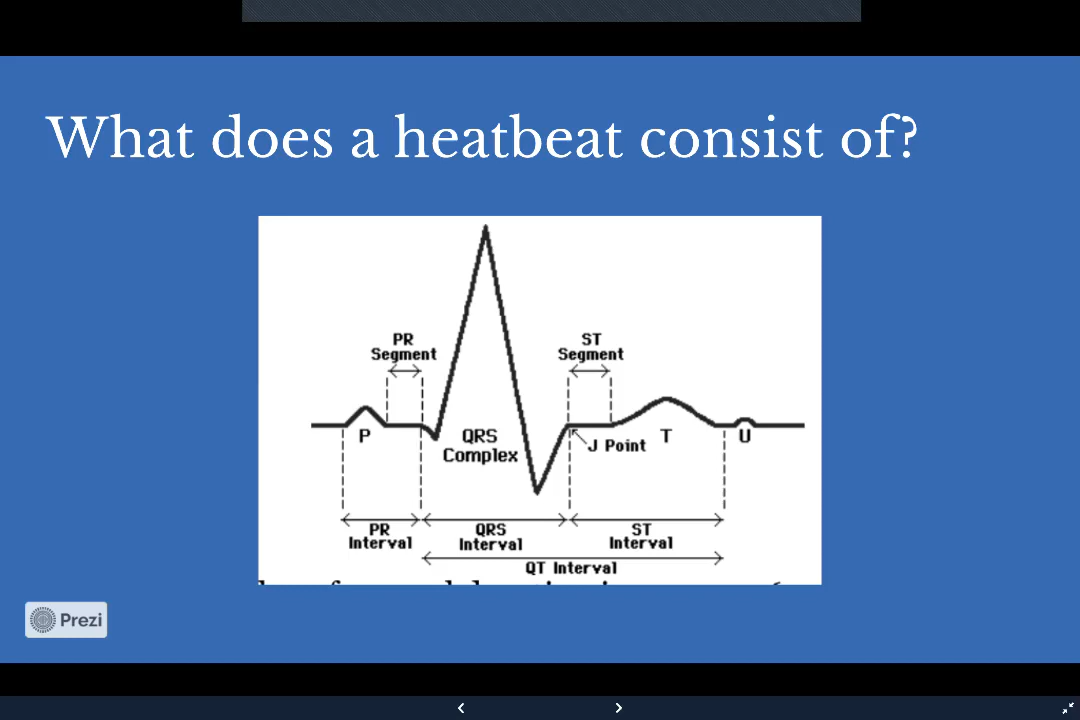 What does a heatbeat consist of?
PR
Segment
ST
Segment
P
QRS
Complex
J Point
T
U
PR
Interval
QRS
Interval
ST
Interval
QT Interval
Prezi